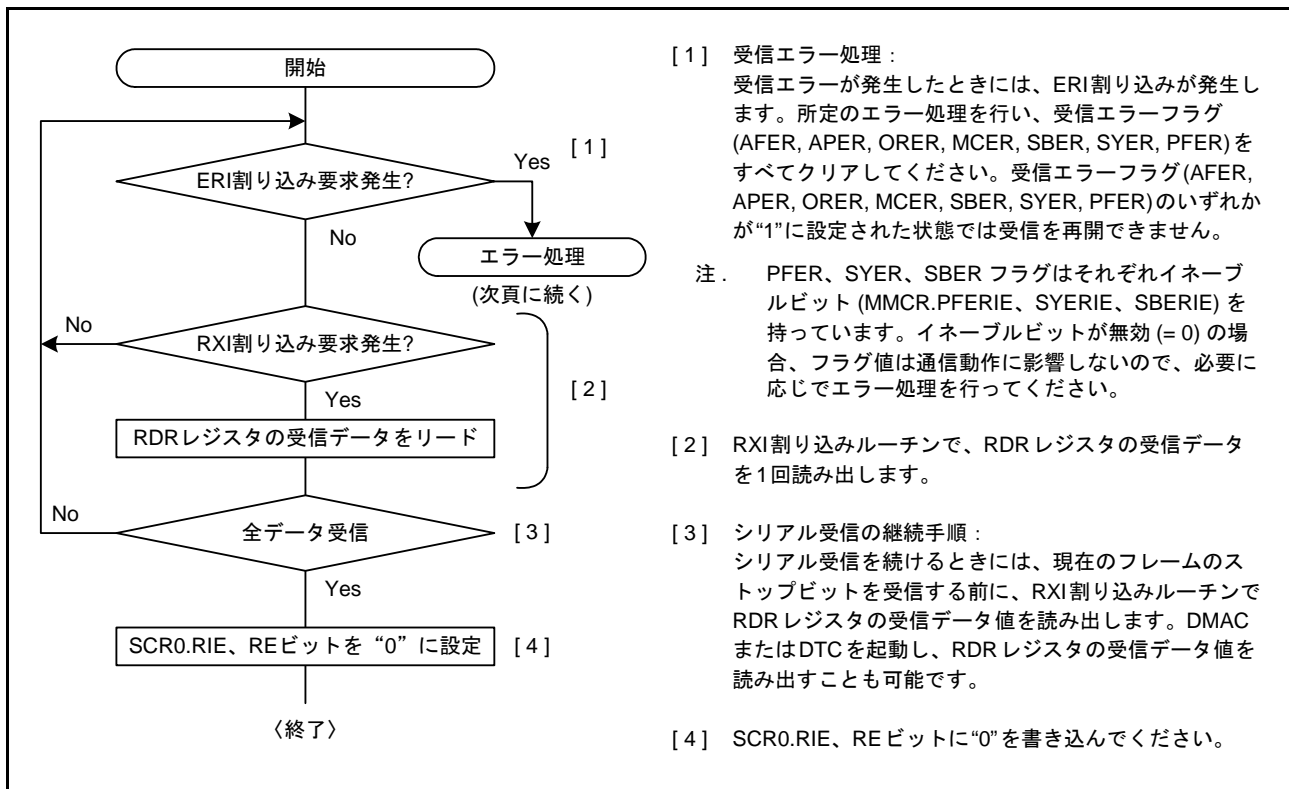 開始
ERI割り込み要求発生?
Yes
[ 1 ]
No
エラー処理
(次頁に続く)
No
RXI割り込み要求発生?
Yes
[ 2 ]
RDRレジスタの受信データをリード
No
全データ受信
[ 3 ]
Yes
SCR0.RIE、REビットを“0”に設定
[ 4 ]
〈終了〉
[ 1 ] 受信エラー処理 :
受信エラーが発生したときには、ERI割り込みが発生し
ます。所定のエラー処理を行い、受信エラーフラグ
(AFER, APER, ORER, MCER, SBER, SYER, PFER)を
すべてクリアしてください。受信エラーフラグ(AFER,
APER, ORER, MCER, SBER, SYER, PFER)のいずれか
が“1”に設定された状態では受信を再開できません。
注 . PFER、SYER、SBER フラグはそれぞれイネーブ
ルビット (MMCR.PFERIE、SYERIE、SBERIE) を
持っています。イネーブルビットが無効 (= 0) の場
合、フラグ値は通信動作に影響しないので、必要に
応じでエラー処理を行ってください。
[ 2 ] RXI割り込みルーチンで、RDRレジスタの受信データ
を1回読み出します。
[ 3 ] シリアル受信の継続手順 :
シリアル受信を続けるときには、現在のフレームのス
トップビットを受信する前に、RXI割り込みルーチンで
RDRレジスタの受信データ値を読み出します。DMAC
またはDTCを起動し、RDRレジスタの受信データ値を
読み出すことも可能です。
[ 4 ] SCR0.RIE、REビットに“0”を書き込んでください。